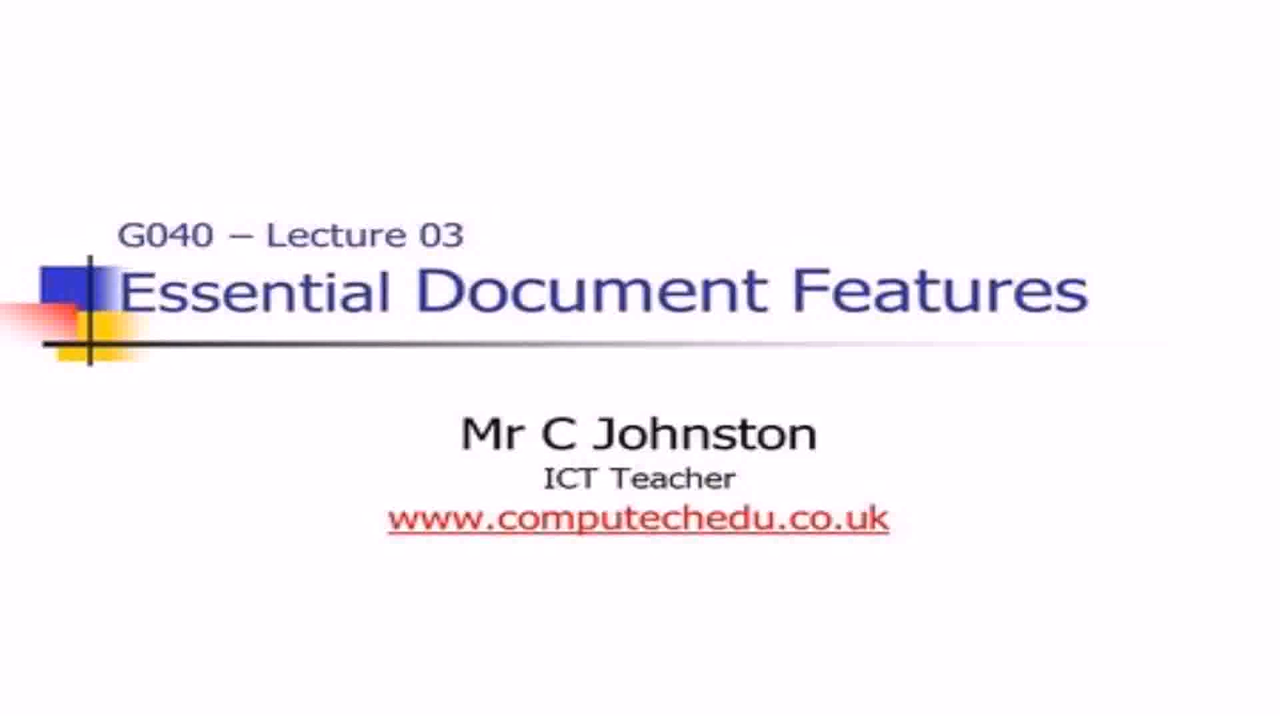 G040 – Lecture 03
Essential Document Features
Mr C Johnston
ICT Teacher
www.computechedu.co.uk